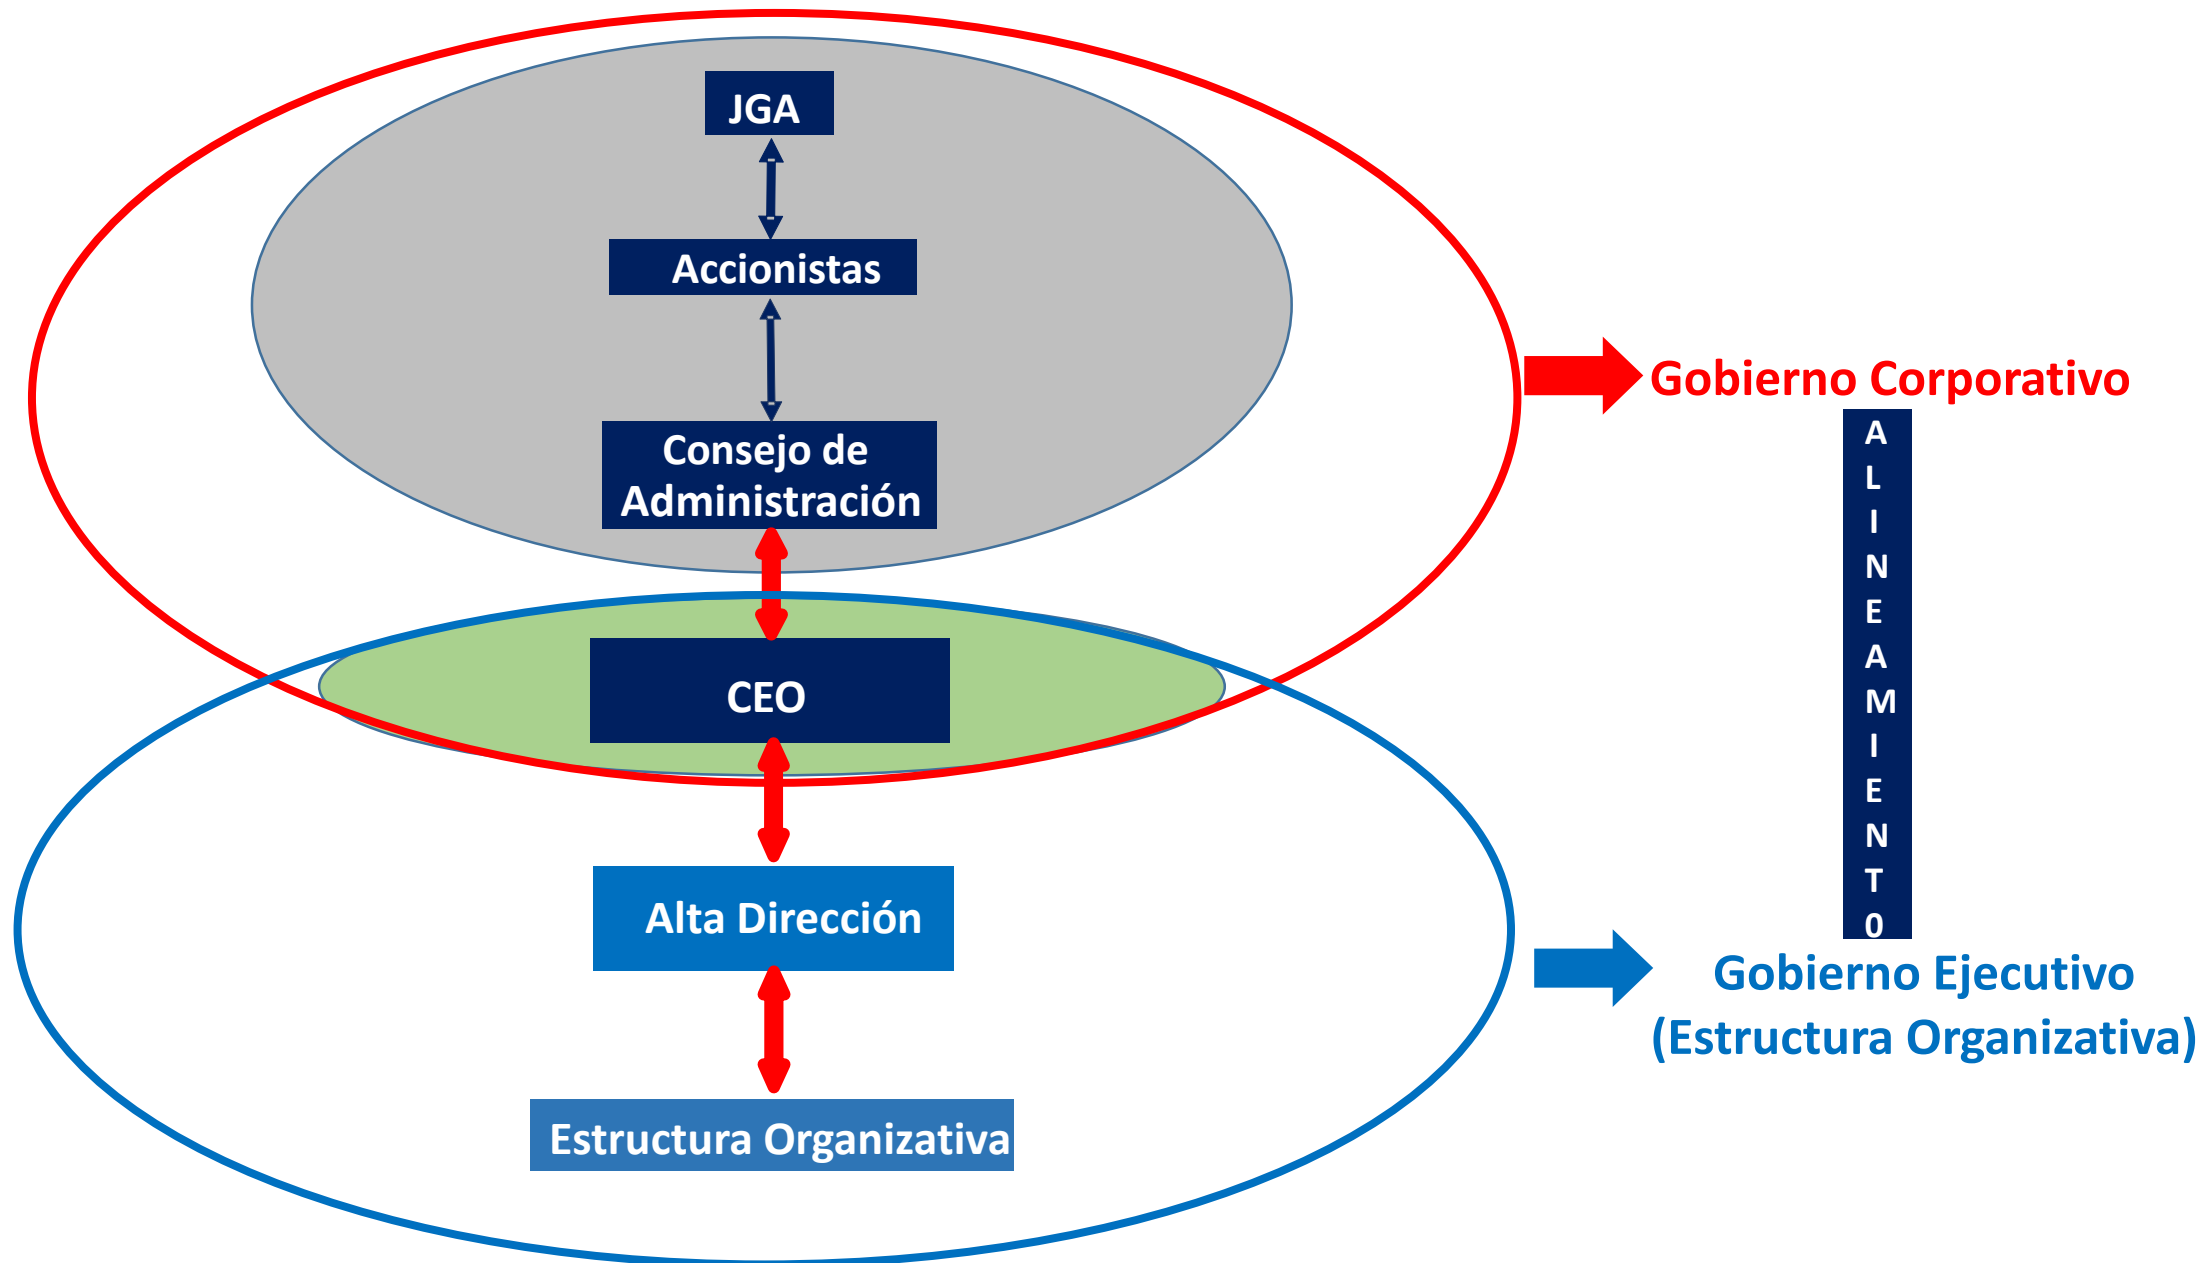 JGA
Accionistas
Consejo de
Administración
CEO
Alta Dirección
Estructura Organizativa
Gobierno Corporativo
A
L
I
N
E
A
M
I
E
N
T
0
Gobierno Ejecutivo
(Estructura Organizativa)